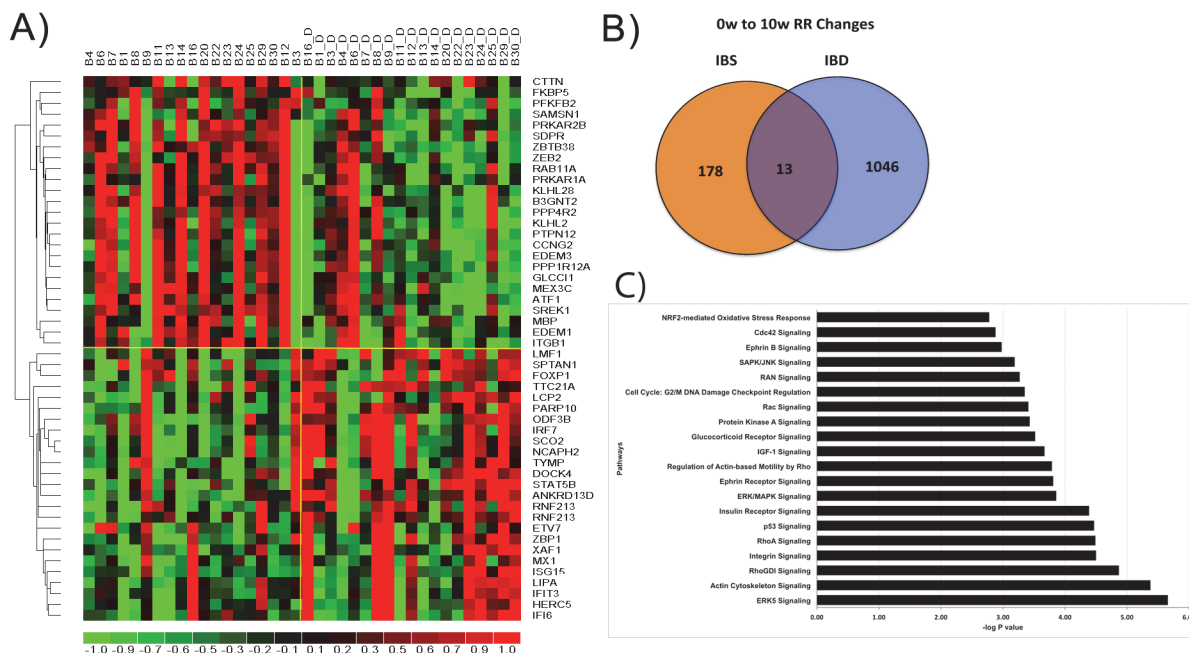 A)
B4 B6 B7 B1 B8 B9 B11 B13 B14 B16 B20 B22 B23 B24 B25 B29 B30 B12 B3 B16_D B1_D B3_D B4_D B6_D B7_D B8_D B9_D B11_D B12_D B13_D B14_D B20_D B22_D B23_D B24_D B25_D B29_D B30_D
CTTN
FKBP5
PFKFB2
SAMSN1
PRKAR2B
SDPR
ZBTB38
ZEB2
RAB11A
PRKAR1A
KLHL28
B3GNT2
PPP4R2
KLHL2
PTPN12
CCNG2
EDEM3
PPP1R12A
GLCCI1
MEX3C
ATF1
SREK1
MBP
EDEM1
ITGB1
LMF1
SPTAN1
FOXP1
TTC21A
LCP2
PARP10
ODF3B
IRF7
SCO2
NCAPH2
TYMP
DOCK4
STAT5B
ANKRD13D
RNF213
RNF213
ETV7
ZBP1
XAF1
MX1
ISG15
LIPA
IFIT3
HERC5
IFI6
-1.0 -0.9 -0.7 -0.6 -0.5 -0.3 -0.2 -0.1 0.1 0.2 0.3 0.5 0.6 0.7 0.9 1.0
B)
0w to 10w RR Changes
IBS IBD
178 13 1046
C)
Pathways
NRF2-mediated Oxidative Stress Response
Cdc42 Signaling
Ephrin B Signaling
SAPK/JNK Signaling
RAN Signaling
Cell Cycle: G2/M DNA Damage Checkpoint Regulation
Rac Signaling
Protein Kinase A Signaling
Glucocorticoid Receptor Signaling
IGF-1 Signaling
Regulation of Actin-based Motility by Rho
Ephrin Receptor Signaling
ERK/MAPK Signaling
Insulin Receptor Signaling
p53 Signaling
RhoA Signaling
Integrin Signaling
RhoGDI Signaling
Actin Cytoskeleton Signaling
ERK5 Signaling
0.00 1.00 2.00 3.00 4.00 5.00
-log P value